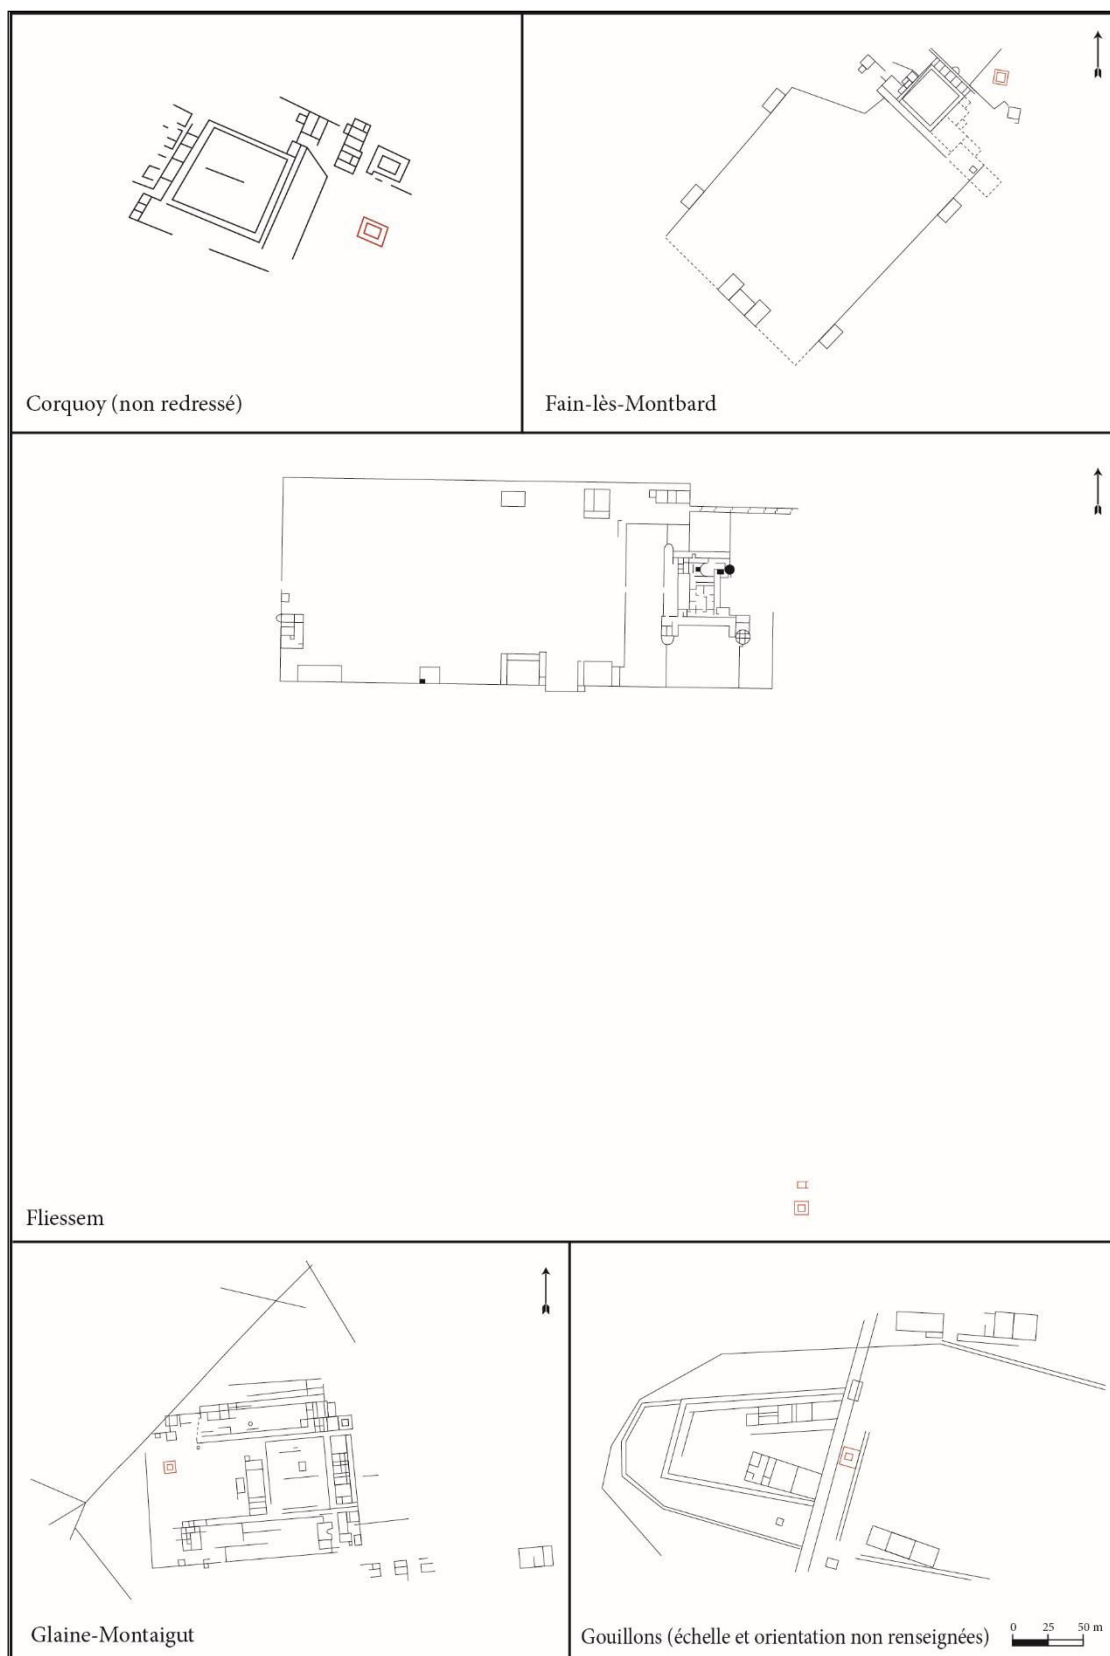 Corquoy (non redressé)
Fain-lès-Montbard
Fliessem
Glaine-Montaigut
Gouillons (échelle et orientation non renseignées)
0 25 50 m